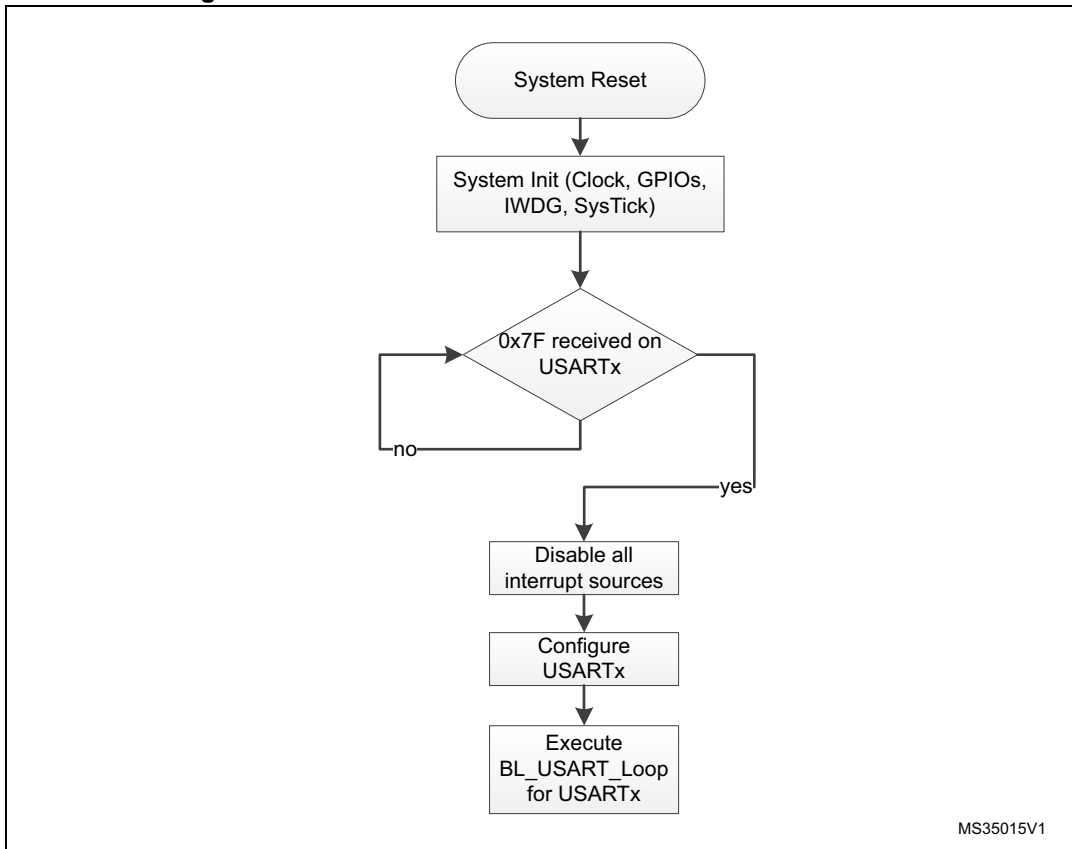 System Reset
System Init (Clock, GPIOs,
IWDG, SysTick)
0x7F received on
USARTx
no
yes
Disable all
interrupt sources
Configure
USARTx
Execute
BL_USART_Loop
for USARTx
MS35015V1